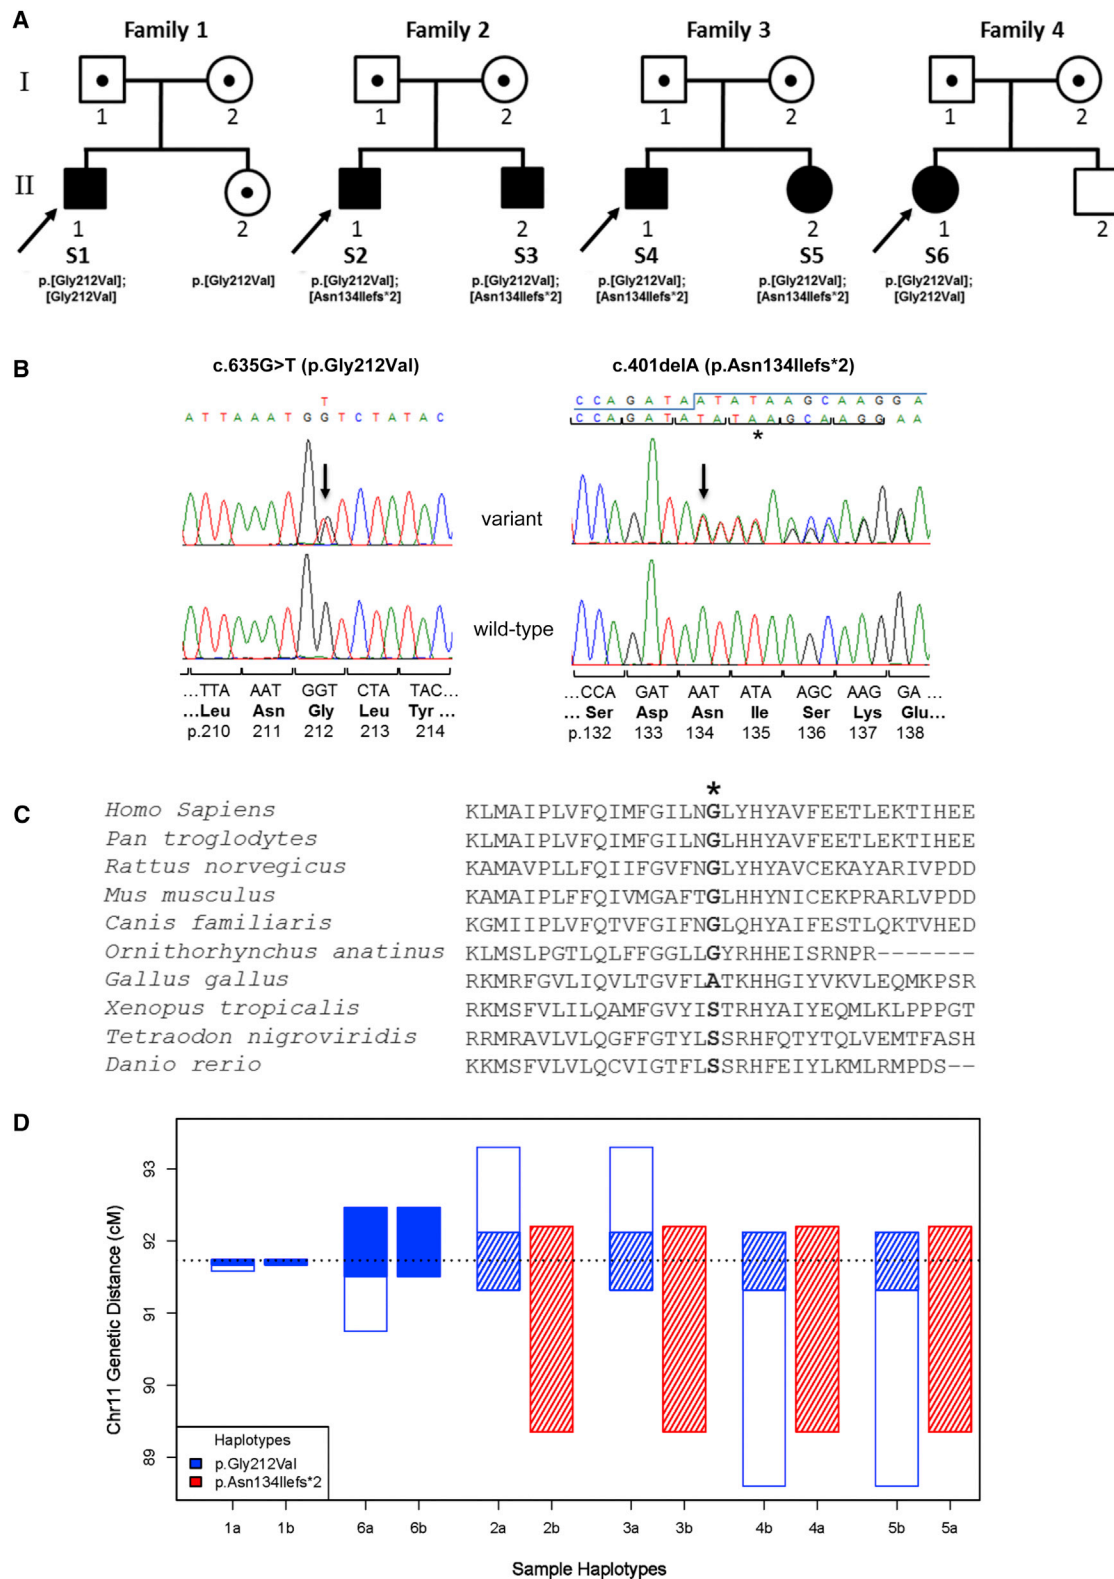 A
Family 1 Family 2 Family 3 Family 4
I
1 2 1 2 1 2 1 2
II
1 2 1 2 1 2 1 2
S1 S2 S3 S4 S5 S6
p.[Gly212Val]; p.[Gly212Val] p.[Gly212Val]; p.[Gly212Val]; p.[Gly212Val]; p.[Gly212Val]; p.[Gly212Val];
[Gly212Val] [Asn134Ilefs*2] [Asn134Ilefs*2] [Asn134Ilefs*2] [Asn134Ilefs*2] [Gly212Val]
B
c.635G>T (p.Gly212Val) c.401delA (p.Asn134Ilefs*2)
T
A T T A A A T G G T C T A T A C
C C A G A T A A T A T A A G C A A G G A
C C A G A T A T A T A A G C A A G G A A
*
variant
wild-type
...TTA AAT GGT CTA TAC...
...Leu Asn Gly Leu Tyr ...
p.210 211 212 213 214
...CCA GAT AAT ATA AGC AAG GA ...
... Ser Asp Asn Ile Ser Lys Glu...
p.132 133 134 135 136 137 138
C
*
Homo Sapiens KLMAIPLVFQIMFGILNGLYHYAVFEETLEKTIHEE
Pan troglodytes KLMAIPLVFQIMFGILNGLHHYAVFEETLEKTIHEE
Rattus norvegicus KAMAVPLLFQIIFGVFNGLYHYAVCEKAYARIVPDD
Mus musculus KAMAIPLFFQIVMGAFTGLHHYNICEKPRARLVPDD
Canis familiaris KGMIIPLVFQTVFGIFNGLQHYAIFESTLQKTVHED
Ornithorhynchus anatinus KLMSLPGTLQLFFGGLLGYRHHEISRNPR-------
Gallus gallus RKMRFGVLIQVLTGVFLATKHHGIYVKVLEQMKPSR
Xenopus tropicalis RKMSFVLILQAMFGVYISTRHYAIYEQMLKLPPPGT
Tetraodon nigroviridis RRMRAVLVLQGFFGTYLSSRHFQTYTQLVEMTFASH
Danio rerio KKMSFVLVLQCVIGTFLSSRHFEIYLKMLRMPDS--
D
Chr11 Genetic Distance (cM)
93
92
91
90
89
Haplotypes
p.Gly212Val
p.Asn134Ilefs*2
1a 1b 6a 6b 2a 2b 3a 3b 4b 4a 5b 5a
Sample Haplotypes